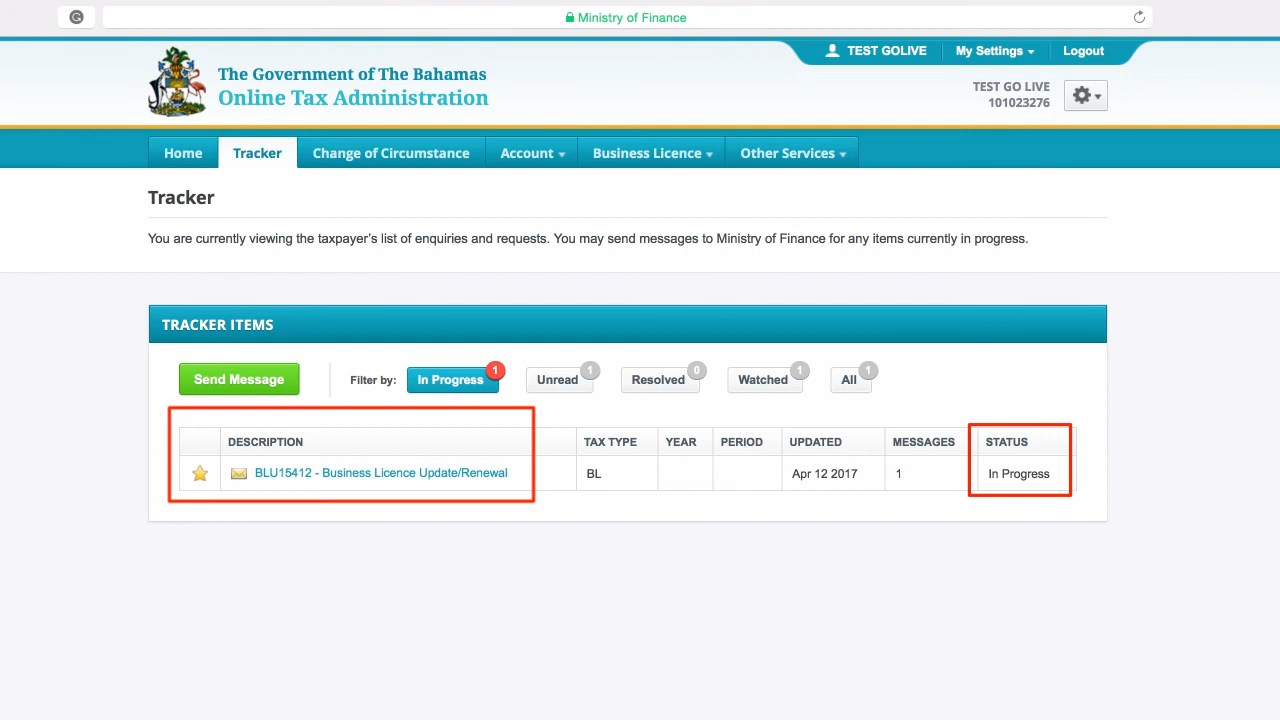 Ministry of Finance
TEST GOLIVE My Settings Logout
The Government of The Bahamas
Online Tax Administration
TEST GO LIVE
101023276
Home Tracker Change of Circumstance Account Business Licence Other Services
Tracker
You are currently viewing the taxpayer's list of enquiries and requests. You may send messages to Ministry of Finance for any items currently in progress.
TRACKER ITEMS
Send Message Filter by: In Progress 1 Unread 1 Resolved 0 Watched 1 All 1
DESCRIPTION TAX TYPE YEAR PERIOD UPDATED MESSAGES STATUS
BLU15412 - Business Licence Update/Renewal BL Apr 12 2017 1 In Progress